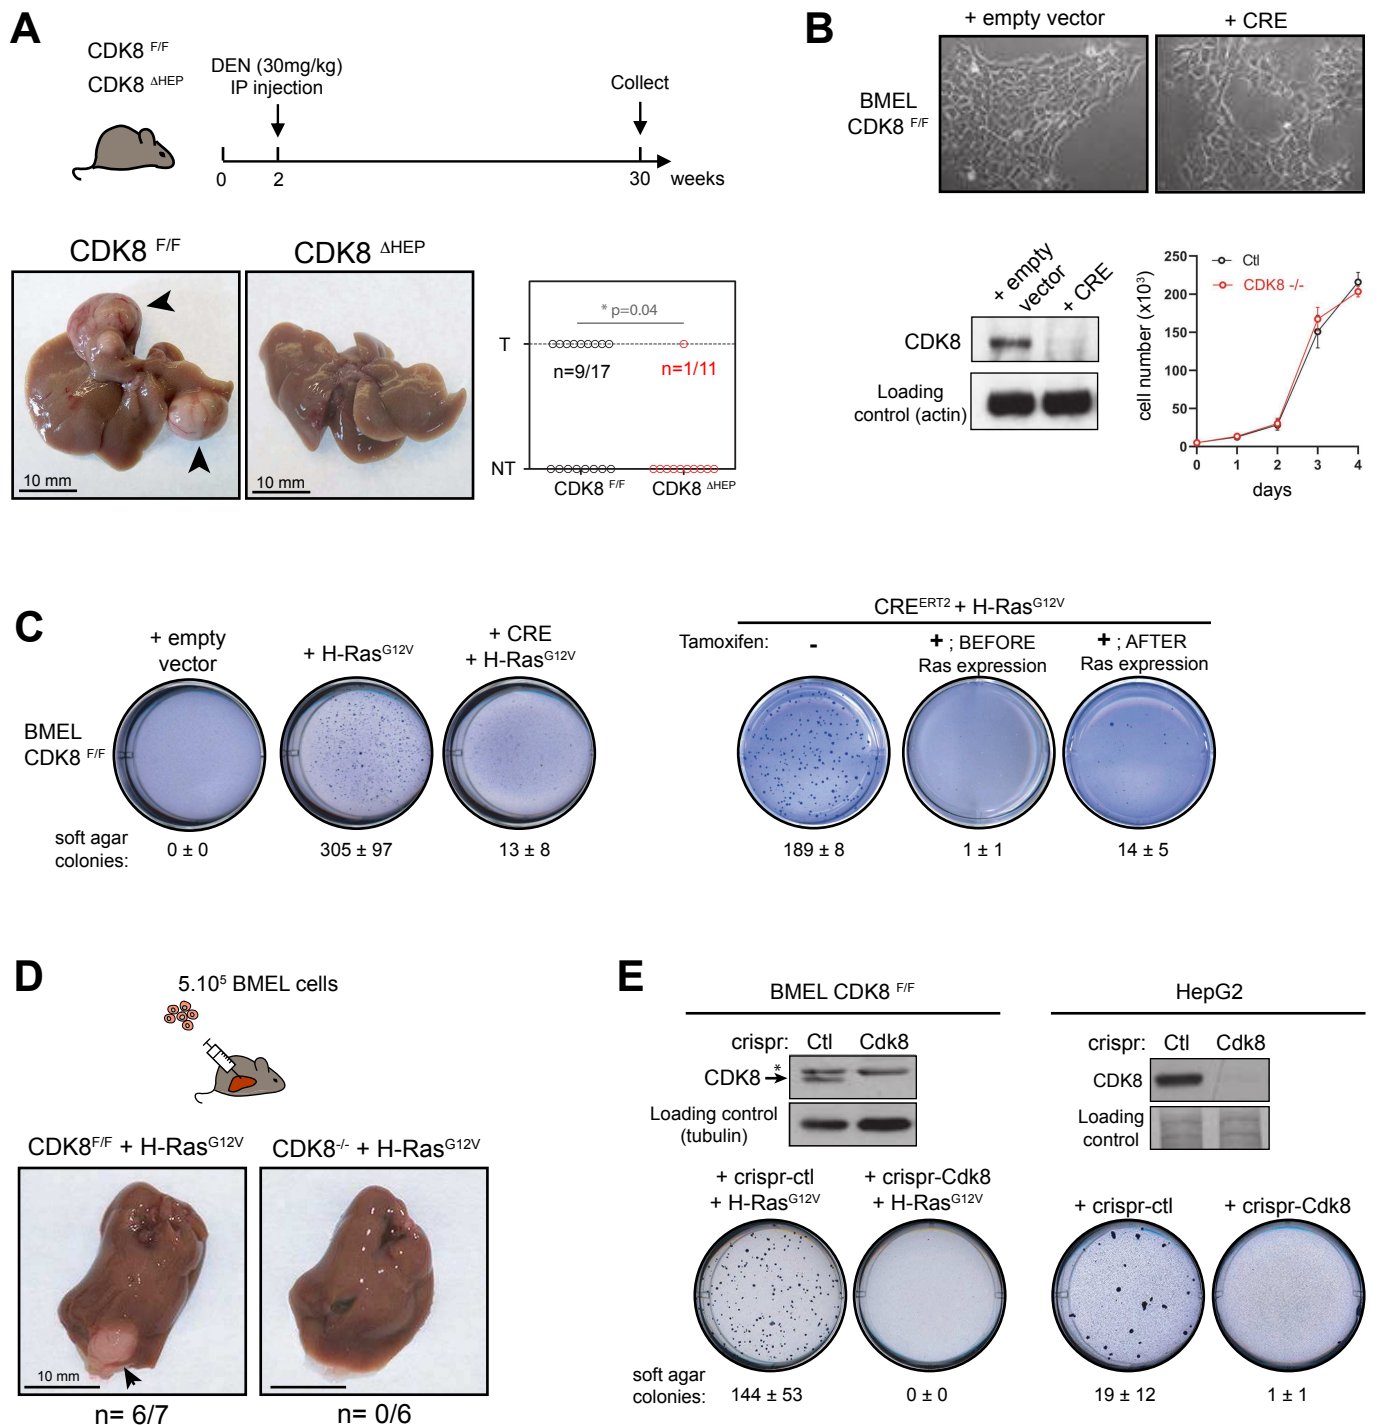 A
CDK8 F/F
CDK8 ΔHEP
DEN (30mg/kg)
IP injection
Collect
0
2
30
weeks
CDK8 F/F
CDK8 ΔHEP
10 mm
10 mm
* p=0.04
T
n=9/17
n=1/11
NT
CDK8 F/F
CDK8 ΔHEP
B
+ empty vector
+ CRE
BMEL
CDK8 F/F
+ empty
vector
+ CRE
CDK8
Loading
control (actin)
250
200
150
100
50
0
cell number (x10³)
Ctl
CDK8 -/-
0
1
2
3
4
days
C
+ empty
vector
+ H-RasG12V
+ CRE
+ H-RasG12V
BMEL
CDK8 F/F
soft agar
colonies:
0 ± 0
305 ± 97
13 ± 8
CREERT2 + H-RasG12V
Tamoxifen:
-
+ ; BEFORE
Ras expression
+ ; AFTER
Ras expression
189 ± 8
1 ± 1
14 ± 5
D
5.10⁵ BMEL cells
CDK8F/F + H-RasG12V
CDK8-/- + H-RasG12V
10 mm
n= 6/7
n= 0/6
E
BMEL CDK8 F/F
crispr: Ctl Cdk8
*
CDK8
Loading control
(tubulin)
+ crispr-ctl
+ H-RasG12V
+ crispr-Cdk8
+ H-RasG12V
soft agar
colonies:
144 ± 53
0 ± 0
HepG2
crispr: Ctl Cdk8
CDK8
Loading
control
+ crispr-ctl
+ crispr-Cdk8
19 ± 12
1 ± 1